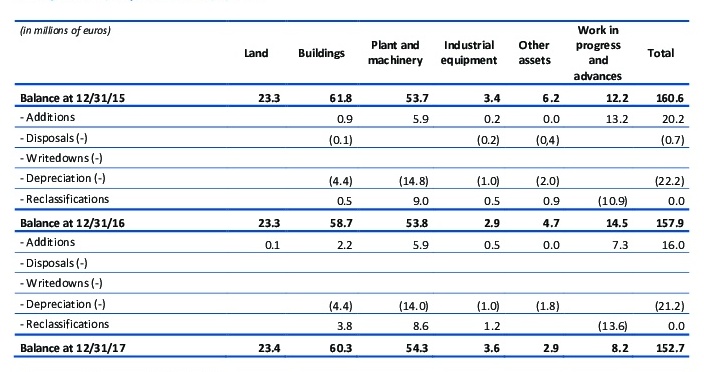 (in millions of euros) Land Buildings Plant and machinery Industrial equipment Other assets Work in progress and advances Total
Balance at 12/31/15 23.3 61.8 53.7 3.4 6.2 12.2 160.6
- Additions 0.9 5.9 0.2 0.0 13.2 20.2
- Disposals (-) (0.1) (0.2) (0,4) (0.7)
- Writedowns (-)
- Depreciation (-) (4.4) (14.8) (1.0) (2.0) (22.2)
- Reclassifications 0.5 9.0 0.5 0.9 (10.9) 0.0
Balance at 12/31/16 23.3 58.7 53.8 2.9 4.7 14.5 157.9
- Additions 0.1 2.2 5.9 0.5 0.0 7.3 16.0
- Disposals (-)
- Writedowns (-)
- Depreciation (-) (4.4) (14.0) (1.0) (1.8) (21.2)
- Reclassifications 3.8 8.6 1.2 (13.6) 0.0
Balance at 12/31/17 23.4 60.3 54.3 3.6 2.9 8.2 152.7